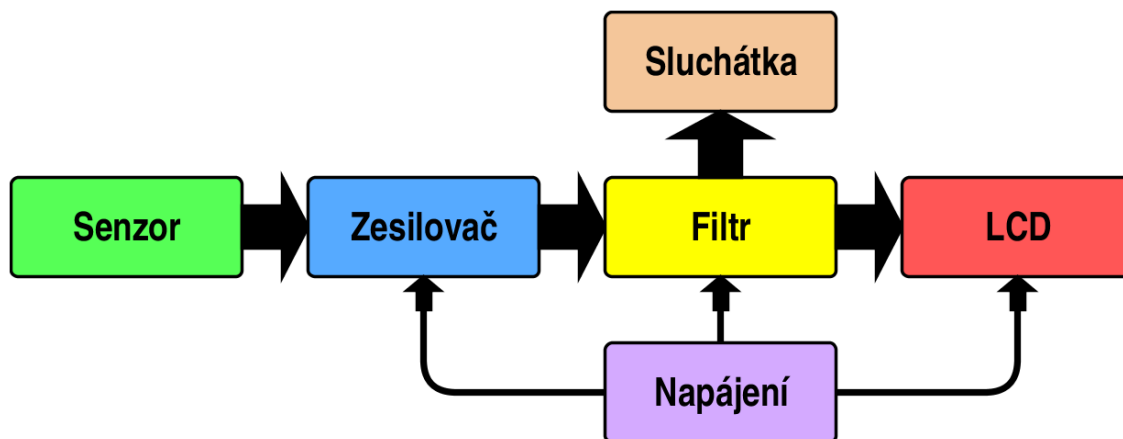 Sluchátka
Senzor
Zesilovač
Filtr
LCD
Napájení